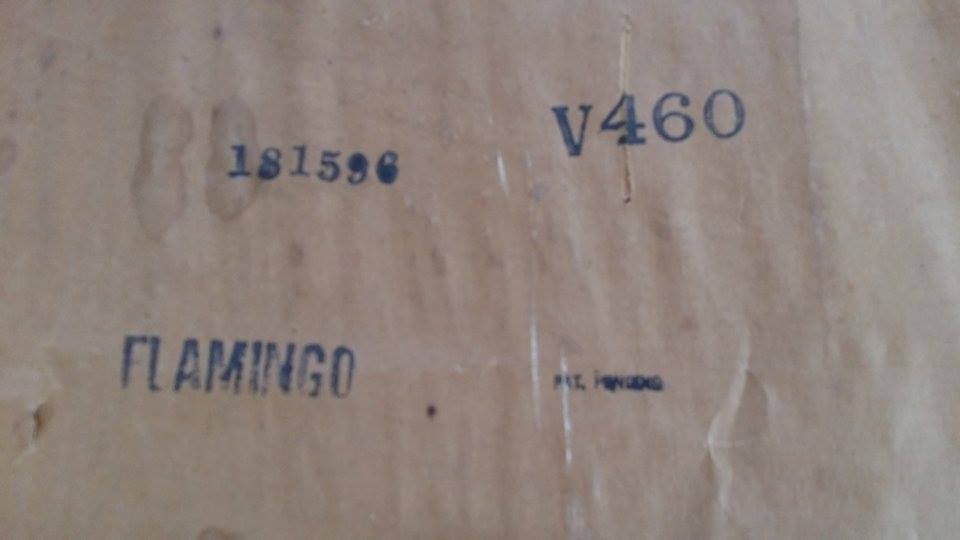 V460
181596
FLAMINGO
PAT. PENDING